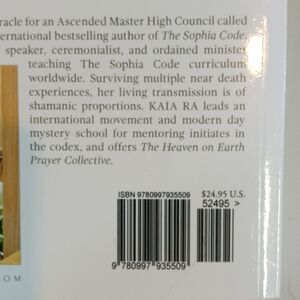 racle for an Ascended Master High Council called
ternational bestselling author of The Sophia Code.
speaker, ceremonialist, and ordained minister
teaching The Sophia Code curriculum
worldwide. Surviving multiple near death
experiences, her living transmission is of
shamanic proportions. KAIA RA leads an
international movement and modern day
mystery school for mentoring initiates in
the codex, and offers The Heaven on Earth
Prayer Collective.
ISBN 9780997935509
$24.95 U.S.
52495 >
9 780997 935509
OM